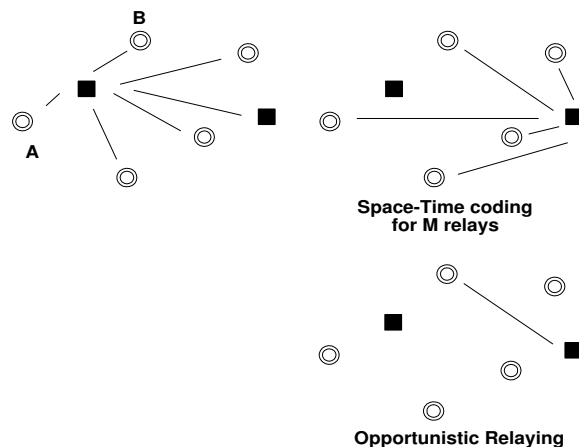 B
A
Space-Time coding
for M relays
Opportunistic Relaying